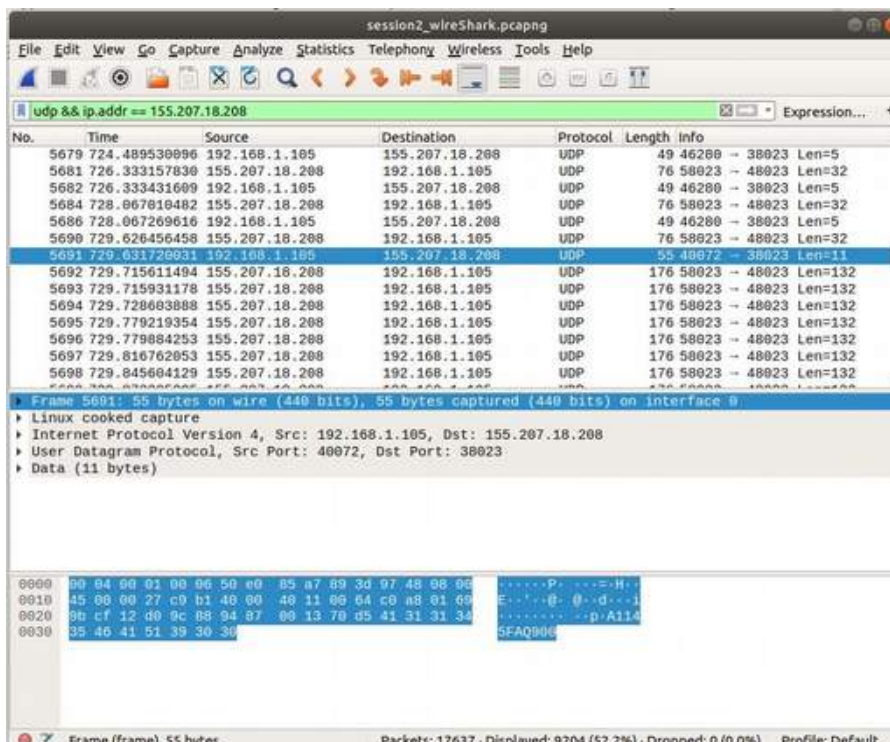 session2_wireShark.pcapng
File Edit View Go Capture Analyze Statistics Telephony Wireless Tools Help
udp && ip.addr == 155.207.18.208 Expression...
No. Time Source Destination Protocol Length Info
5679 724.489530096 192.168.1.105 155.207.18.208 UDP 49 46280 → 38023 Len=5
5681 726.333157830 155.207.18.208 192.168.1.105 UDP 76 58023 → 48023 Len=32
5682 726.333431609 192.168.1.105 155.207.18.208 UDP 49 46280 → 38023 Len=5
5684 728.067010482 155.207.18.208 192.168.1.105 UDP 76 58023 → 48023 Len=32
5686 728.067269616 192.168.1.105 155.207.18.208 UDP 49 46280 → 38023 Len=5
5690 729.626456458 155.207.18.208 192.168.1.105 UDP 76 58023 → 48023 Len=32
5691 729.631720031 192.168.1.105 155.207.18.208 UDP 55 40072 → 38023 Len=11
5692 729.715611494 155.207.18.208 192.168.1.105 UDP 176 58023 → 48023 Len=132
5693 729.715931178 155.207.18.208 192.168.1.105 UDP 176 58023 → 48023 Len=132
5694 729.728603888 155.207.18.208 192.168.1.105 UDP 176 58023 → 48023 Len=132
5695 729.779219354 155.207.18.208 192.168.1.105 UDP 176 58023 → 48023 Len=132
5696 729.779884253 155.207.18.208 192.168.1.105 UDP 176 58023 → 48023 Len=132
5697 729.816762053 155.207.18.208 192.168.1.105 UDP 176 58023 → 48023 Len=132
5698 729.845604129 155.207.18.208 192.168.1.105 UDP 176 58023 → 48023 Len=132
Frame 5691: 55 bytes on wire (440 bits), 55 bytes captured (440 bits) on interface 0
Linux cooked capture
Internet Protocol Version 4, Src: 192.168.1.105, Dst: 155.207.18.208
User Datagram Protocol, Src Port: 40072, Dst Port: 38023
Data (11 bytes)
0000 00 04 00 01 00 06 50 e0 85 a7 89 3d 97 48 08 00 ······P· ···=·H··
0010 45 00 00 27 c9 b1 40 00 40 11 00 64 c0 a8 01 69 E··'··@· @··d···i
0020 9b cf 12 d0 9c 88 94 87 00 13 70 d5 41 31 31 34 ········ ··p·A114
0030 35 46 41 51 39 30 30 5FAQ900
Frame (frame), 55 bytes Packets: 17637 · Displayed: 9204 (52.2%) · Dropped: 0 (0.0%) Profile: Default